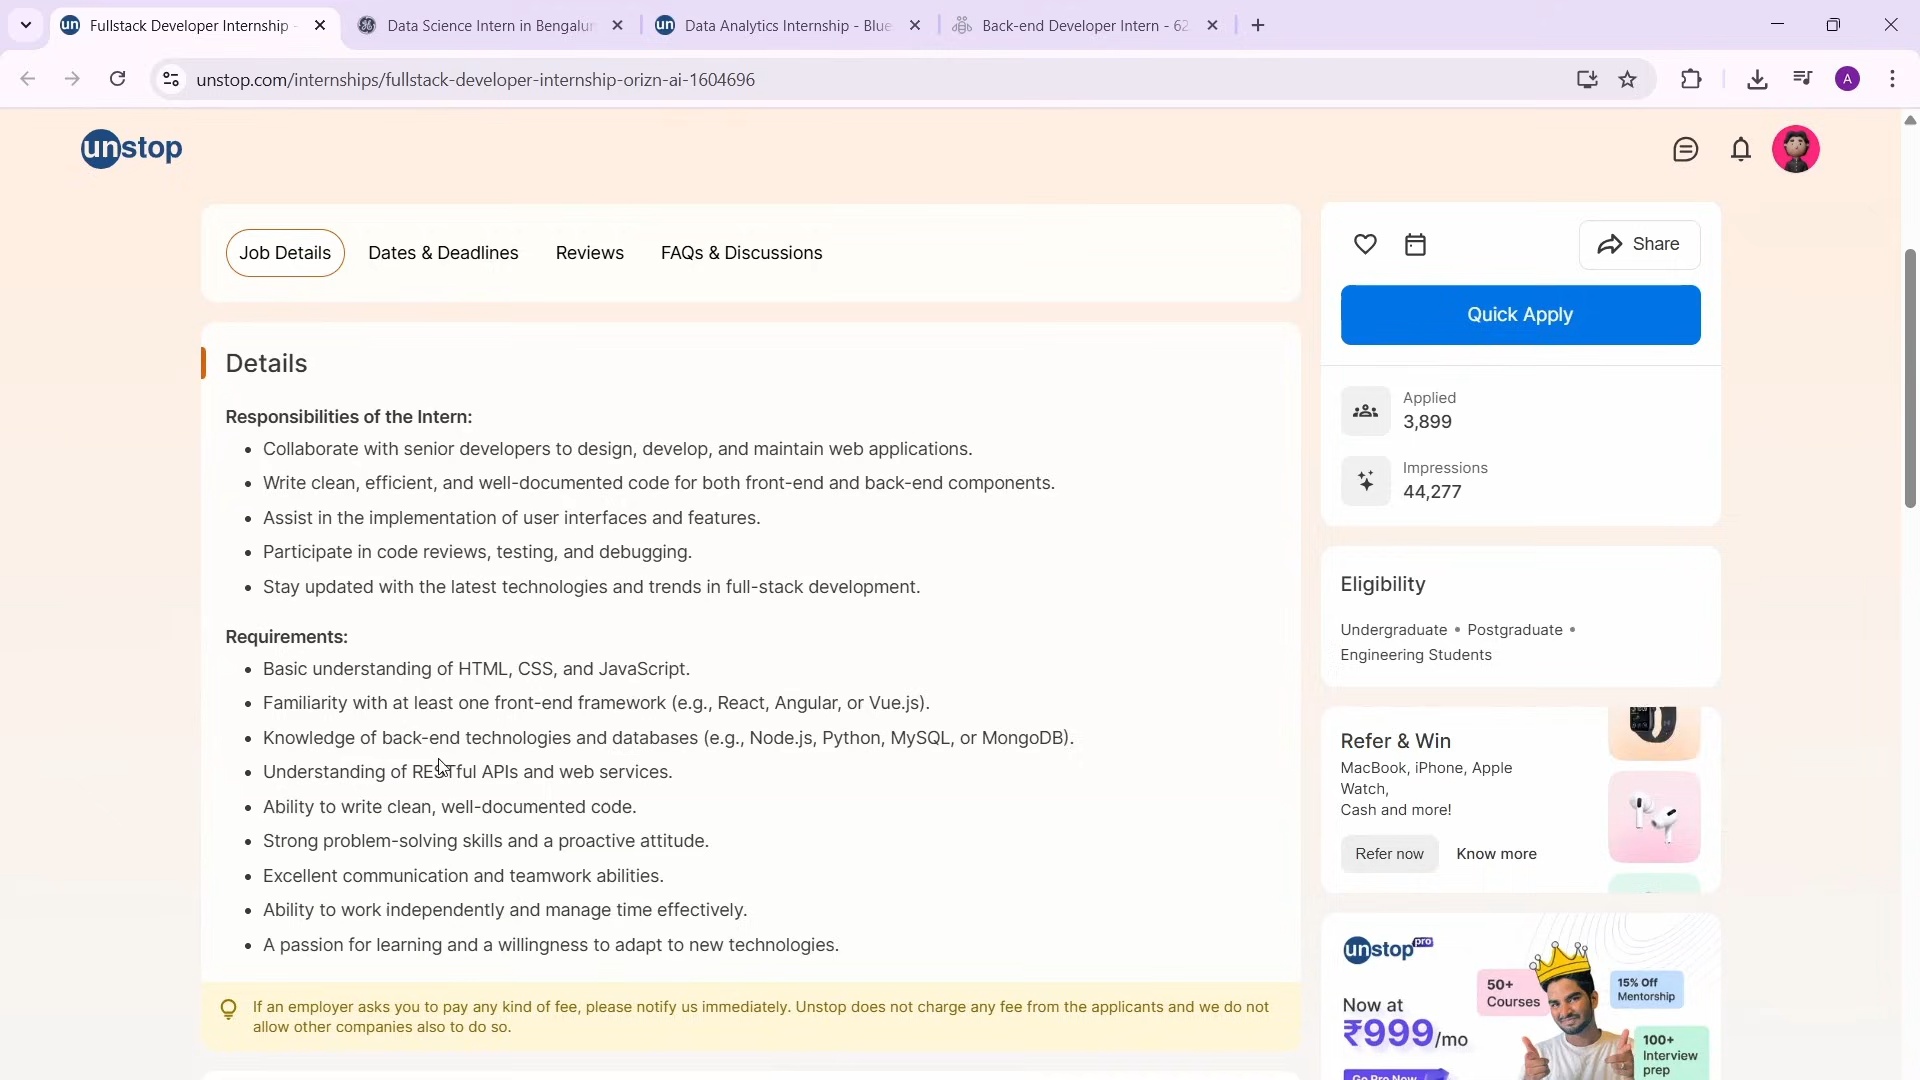 Fullstack Developer Internship -
Data Science Intern in Bengalur
Data Analytics Internship - Blue
Back-end Developer Intern - 62
unstop.com/internships/fullstack-developer-internship-orizn-ai-1604696
A
unstop
Job Details
Dates & Deadlines
Reviews
FAQs & Discussions
Details
Responsibilities of the Intern:
• Collaborate with senior developers to design, develop, and maintain web applications.
• Write clean, efficient, and well-documented code for both front-end and back-end components.
• Assist in the implementation of user interfaces and features.
• Participate in code reviews, testing, and debugging.
• Stay updated with the latest technologies and trends in full-stack development.
Requirements:
• Basic understanding of HTML, CSS, and JavaScript.
• Familiarity with at least one front-end framework (e.g., React, Angular, or Vue.js).
• Knowledge of back-end technologies and databases (e.g., Node.js, Python, MySQL, or MongoDB).
• Understanding of RESTful APIs and web services.
• Ability to write clean, well-documented code.
• Strong problem-solving skills and a proactive attitude.
• Excellent communication and teamwork abilities.
• Ability to work independently and manage time effectively.
• A passion for learning and a willingness to adapt to new technologies.
If an employer asks you to pay any kind of fee, please notify us immediately. Unstop does not charge any fee from the applicants and we do not
allow other companies also to do so.
Share
Quick Apply
Applied
3,899
Impressions
44,277
Eligibility
Undergraduate • Postgraduate •
Engineering Students
Refer & Win
MacBook, iPhone, Apple
Watch,
Cash and more!
Refer now
Know more
unstop pro
50+
Courses
15% Off
Mentorship
Now at
₹999/mo
100+
Interview
prep
Go Pro Now